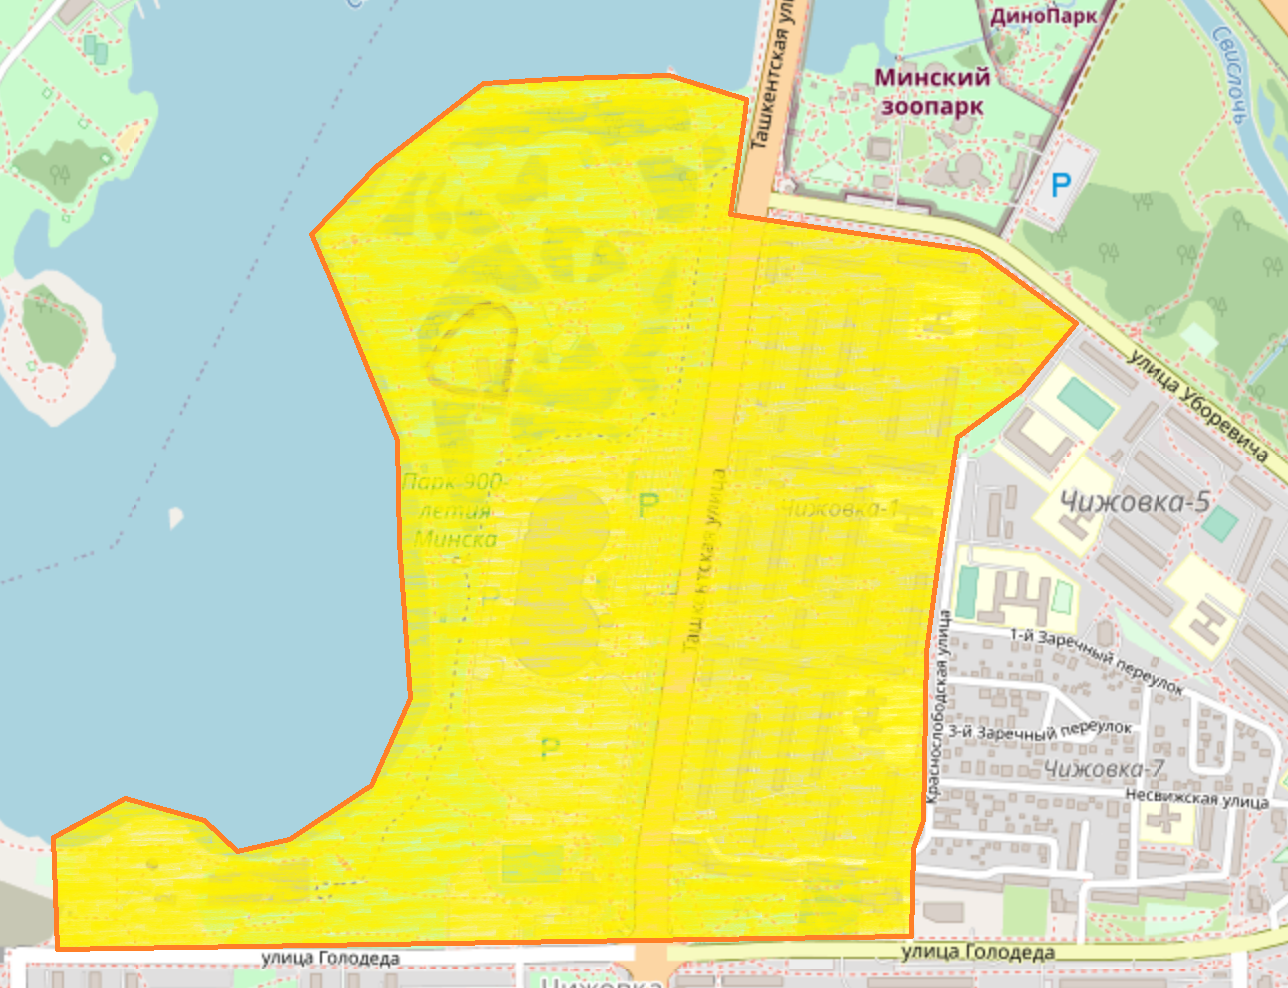 ДиноПарк
Минский
зоопарк
Свислочь
Ташкентская ул
P
улица Уборевича
Парк 900-
летия
Минска
P
Чижовка-1
Чижовка-5
Ташкентская улица
1-й Заречный переулок
Краснослободская улица
3-й Заречный переулок
Чижовка-7
Несвижская улица
улица Голодеда
улица Голодеда
Чижовка